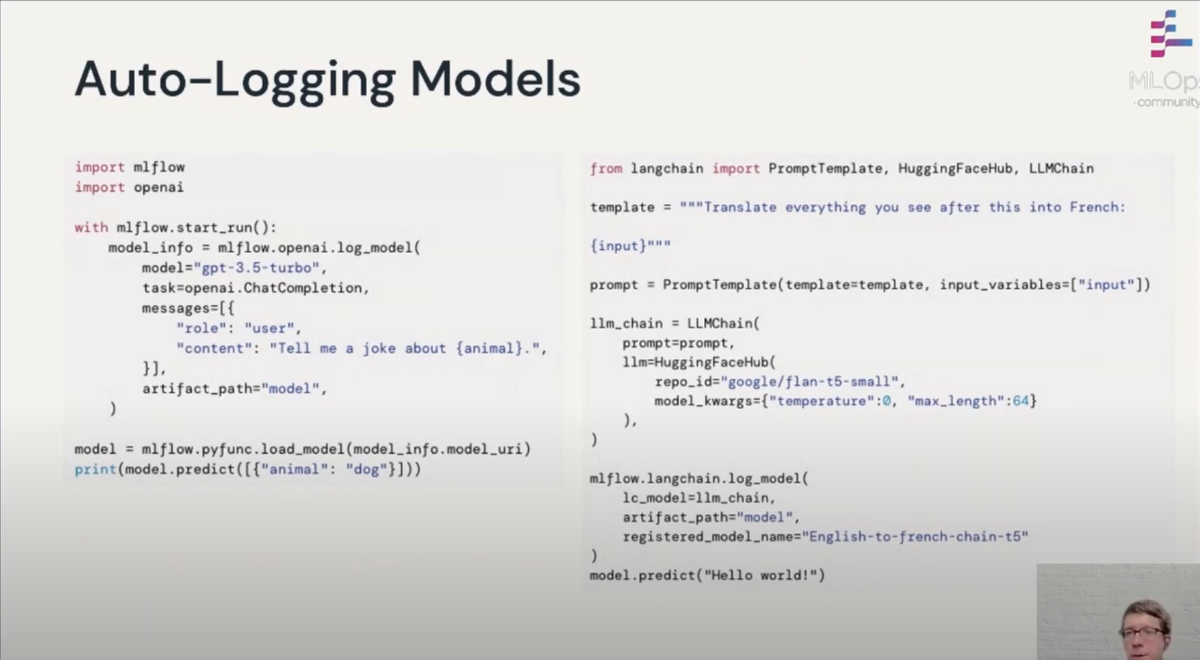 Auto-Logging Models
import mlflow
import openai
with mlflow.start_run():
    model_info = mlflow.openai.log_model(
        model="gpt-3.5-turbo",
        task=openai.ChatCompletion,
        messages=[{
            "role": "user",
            "content": "Tell me a joke about {animal}.",
        }],
        artifact_path="model",
    )
model = mlflow.pyfunc.load_model(model_info.model_uri)
print(model.predict([{"animal": "dog"}]))
from langchain import PromptTemplate, HuggingFaceHub, LLMChain
template = """Translate everything you see after this into French:
{input}"""
prompt = PromptTemplate(template=template, input_variables=["input"])
llm_chain = LLMChain(
    prompt=prompt,
    llm=HuggingFaceHub(
        repo_id="google/flan-t5-small",
        model_kwargs={"temperature":0, "max_length":64}
    ),
)
mlflow.langchain.log_model(
    lc_model=llm_chain,
    artifact_path="model",
    registered_model_name="English-to-french-chain-t5"
)
model.predict("Hello world!")
MLOps
community